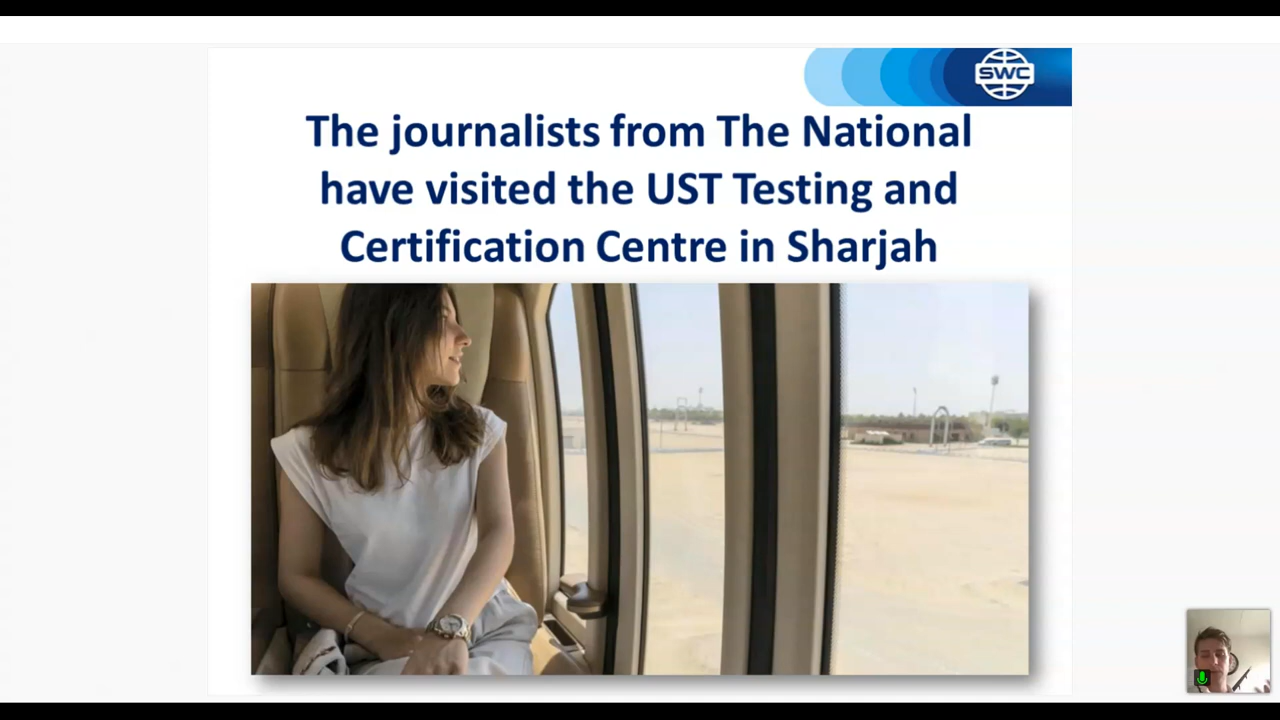 SWC
The journalists from The National
have visited the UST Testing and
Certification Centre in Sharjah